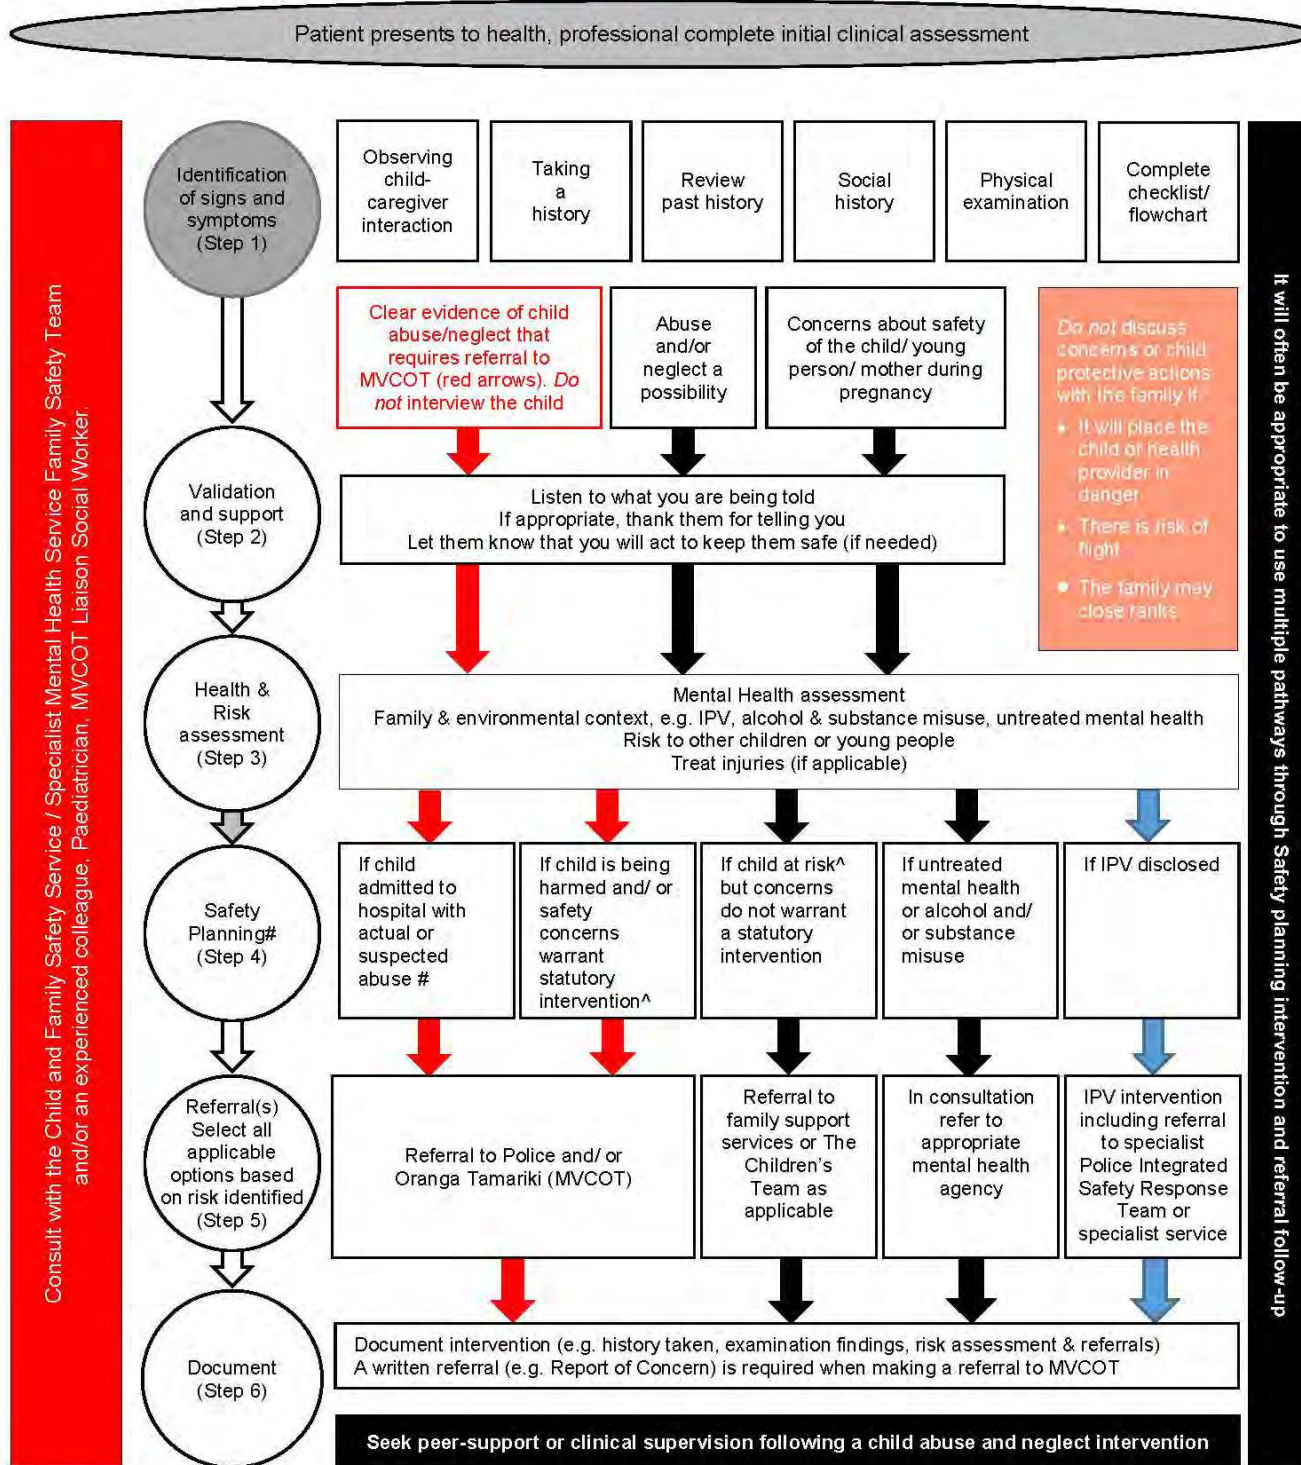 Patient presents to health, professional complete initial clinical assessment
Consult with the Child and Family Safety Service / Specialist Mental Health Service Family Safety Team
and/or an experienced colleague, Paediatrician, MVCOT Liaison Social Worker.
Identification
of signs and
symptoms
(Step 1)
Observing
child-
caregiver
interaction
Taking
a
history
Review
past history
Social
history
Physical
examination
Complete
checklist/
flowchart
Clear evidence of child
abuse/neglect that
requires referral to
MVCOT (red arrows). Do
not interview the child
Abuse
and/or
neglect a
possibility
Concerns about safety
of the child/ young
person/ mother during
pregnancy
Do not discuss
concerns or child
protective actions
with the family if:
• It will place the
child or health
provider in
danger
• There is risk of
flight
• The family may
close ranks
Validation
and support
(Step 2)
Listen to what you are being told
If appropriate, thank them for telling you
Let them know that you will act to keep them safe (if needed)
Health &
Risk
assessment
(Step 3)
Mental Health assessment
Family & environmental context, e.g. IPV, alcohol & substance misuse, untreated mental health
Risk to other children or young people
Treat injuries (if applicable)
Safety
Planning#
(Step 4)
If child
admitted to
hospital with
actual or
suspected
abuse #
If child is being
harmed and/ or
safety
concerns
warrant
statutory
intervention^
If child at risk^
but concerns
do not warrant
a statutory
intervention
If untreated
mental health
or alcohol and/
or substance
misuse
If IPV disclosed
Referral(s)
Select all
applicable
options based
on risk identified
(Step 5)
Referral to Police and/ or
Oranga Tamariki (MVCOT)
Referral to
family support
services or The
Children's
Team as
applicable
In consultation
refer to
appropriate
mental health
agency
IPV intervention
including referral
to specialist
Police Integrated
Safety Response
Team or
specialist service
Document
(Step 6)
Document intervention (e.g. history taken, examination findings, risk assessment & referrals)
A written referral (e.g. Report of Concern) is required when making a referral to MVCOT
Seek peer-support or clinical supervision following a child abuse and neglect intervention
It will often be appropriate to use multiple pathways through Safety planning intervention and referral follow-up